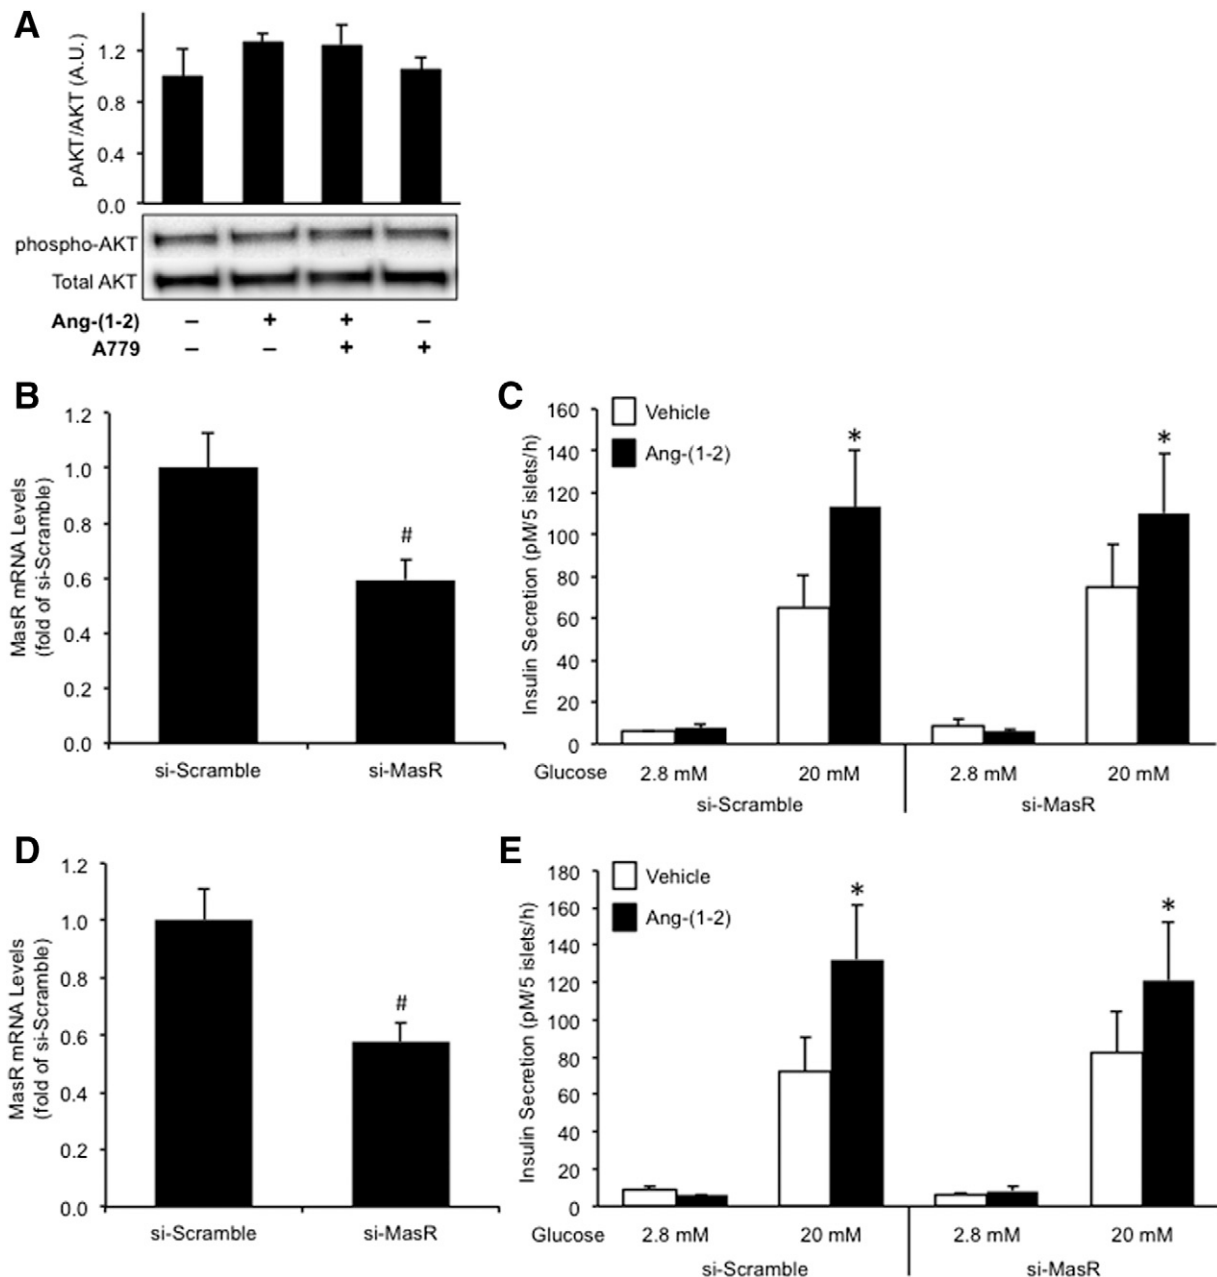 A
pAKT/AKT (A.U.)
1.2
0.8
0.4
0.0
phospho-AKT
Total AKT
Ang-(1-2) – + + –
A779 – – + +
B
MasR mRNA Levels
(fold of si-Scramble)
1.2
1.0
0.8
0.6
0.4
0.2
0.0
#
si-Scramble si-MasR
C
Insulin Secretion (pM/5 islets/h)
160
140
120
100
80
60
40
20
0
Vehicle
Ang-(1-2)
* *
Glucose 2.8 mM 20 mM 2.8 mM 20 mM
si-Scramble si-MasR
D
MasR mRNA Levels
(fold of si-Scramble)
1.2
1.0
0.8
0.6
0.4
0.2
0.0
#
si-Scramble si-MasR
E
Insulin Secretion (pM/5 islets/h)
180
160
140
120
100
80
60
40
20
0
Vehicle
Ang-(1-2)
* *
Glucose 2.8 mM 20 mM 2.8 mM 20 mM
si-Scramble si-MasR